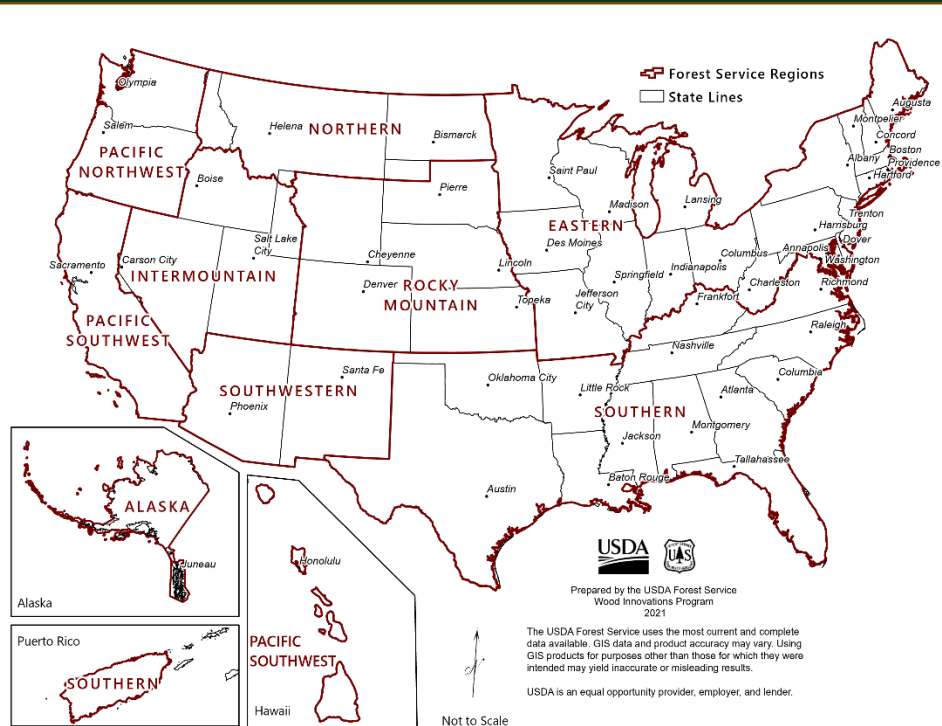 Forest Service Regions
State Lines
Olympia
Salem
PACIFIC
NORTHWEST
Helena
NORTHERN
Bismarck
Boise
Pierre
Saint Paul
Madison
Lansing
EASTERN
Des Moines
Augusta
Montpelier
Concord
Boston
Albany
Providence
Hartford
Trenton
Harrisburg
Dover
Annapolis
Washington
Columbus
Indianapolis
Springfield
Charleston
Richmond
Frankfort
Jefferson
City
Salt Lake
City
Cheyenne
Lincoln
Denver
ROCKY
MOUNTAIN
Topeka
Sacramento
Carson City
INTERMOUNTAIN
PACIFIC
SOUTHWEST
Raleigh
Nashville
Columbia
Santa Fe
SOUTHWESTERN
Phoenix
Oklahoma City
Little Rock
SOUTHERN
Atlanta
Montgomery
Jackson
Tallahassee
Baton Rouge
Austin
ALASKA
Juneau
Alaska
Puerto Rico
SOUTHERN
Honolulu
PACIFIC
SOUTHWEST
Hawaii
USDA
UAS
Prepared by the USDA Forest Service
Wood Innovations Program
2021
The USDA Forest Service uses the most current and complete
data available. GIS data and product accuracy may vary. Using
GIS products for purposes other than those for which they were
intended may yield inaccurate or misleading results.
USDA is an equal opportunity provider, employer, and lender.
Not to Scale